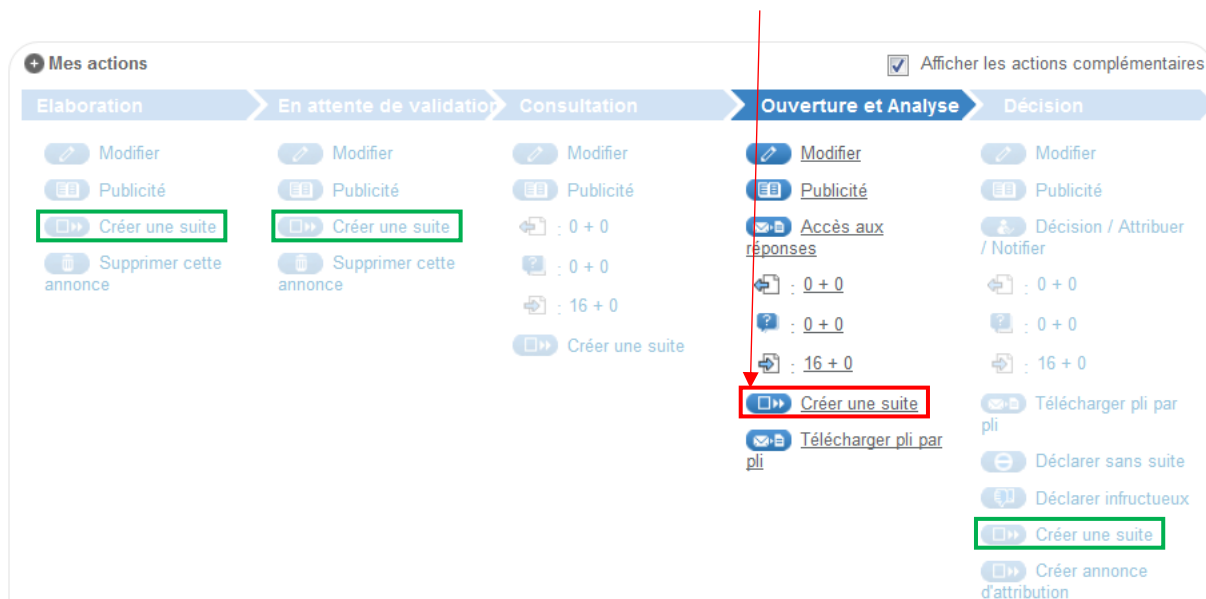 Mes actions
Afficher les actions complémentaires
Elaboration
En attente de validation
Consultation
Ouverture et Analyse
Décision
Modifier
Publicité
Créer une suite
Supprimer cette
annonce
Modifier
Publicité
Créer une suite
Supprimer cette
annonce
Modifier
Publicité
: 0 + 0
: 0 + 0
: 16 + 0
Créer une suite
Modifier
Publicité
Accès aux
réponses
: 0 + 0
: 0 + 0
: 16 + 0
Créer une suite
Télécharger pli par
pli
Modifier
Publicité
Décision / Attribuer
/ Notifier
: 0 + 0
: 0 + 0
: 16 + 0
Télécharger pli par
pli
Déclarer sans suite
Déclarer infructueux
Créer une suite
Créer annonce
d'attribution